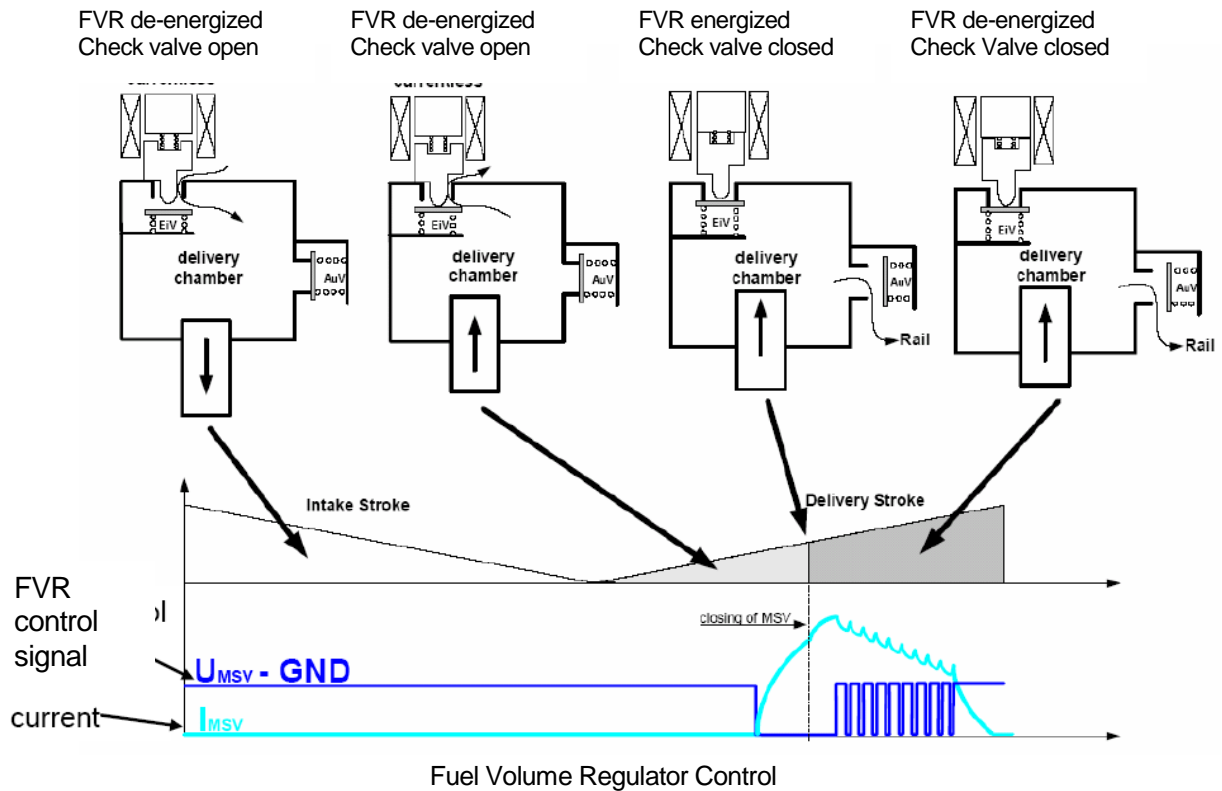 FVR de-energized
Check valve open
FVR de-energized
Check valve open
FVR energized
Check valve closed
FVR de-energized
Check Valve closed
currentless
EiV
delivery
chamber
AuV
EiV
delivery
chamber
AuV
EiV
delivery
chamber
AuV
Rail
EiV
delivery
chamber
AuV
Rail
Intake Stroke
Delivery Stroke
FVR
control
signal
closing of MSV
UMSV - GND
current
IMSV
Fuel Volume Regulator Control